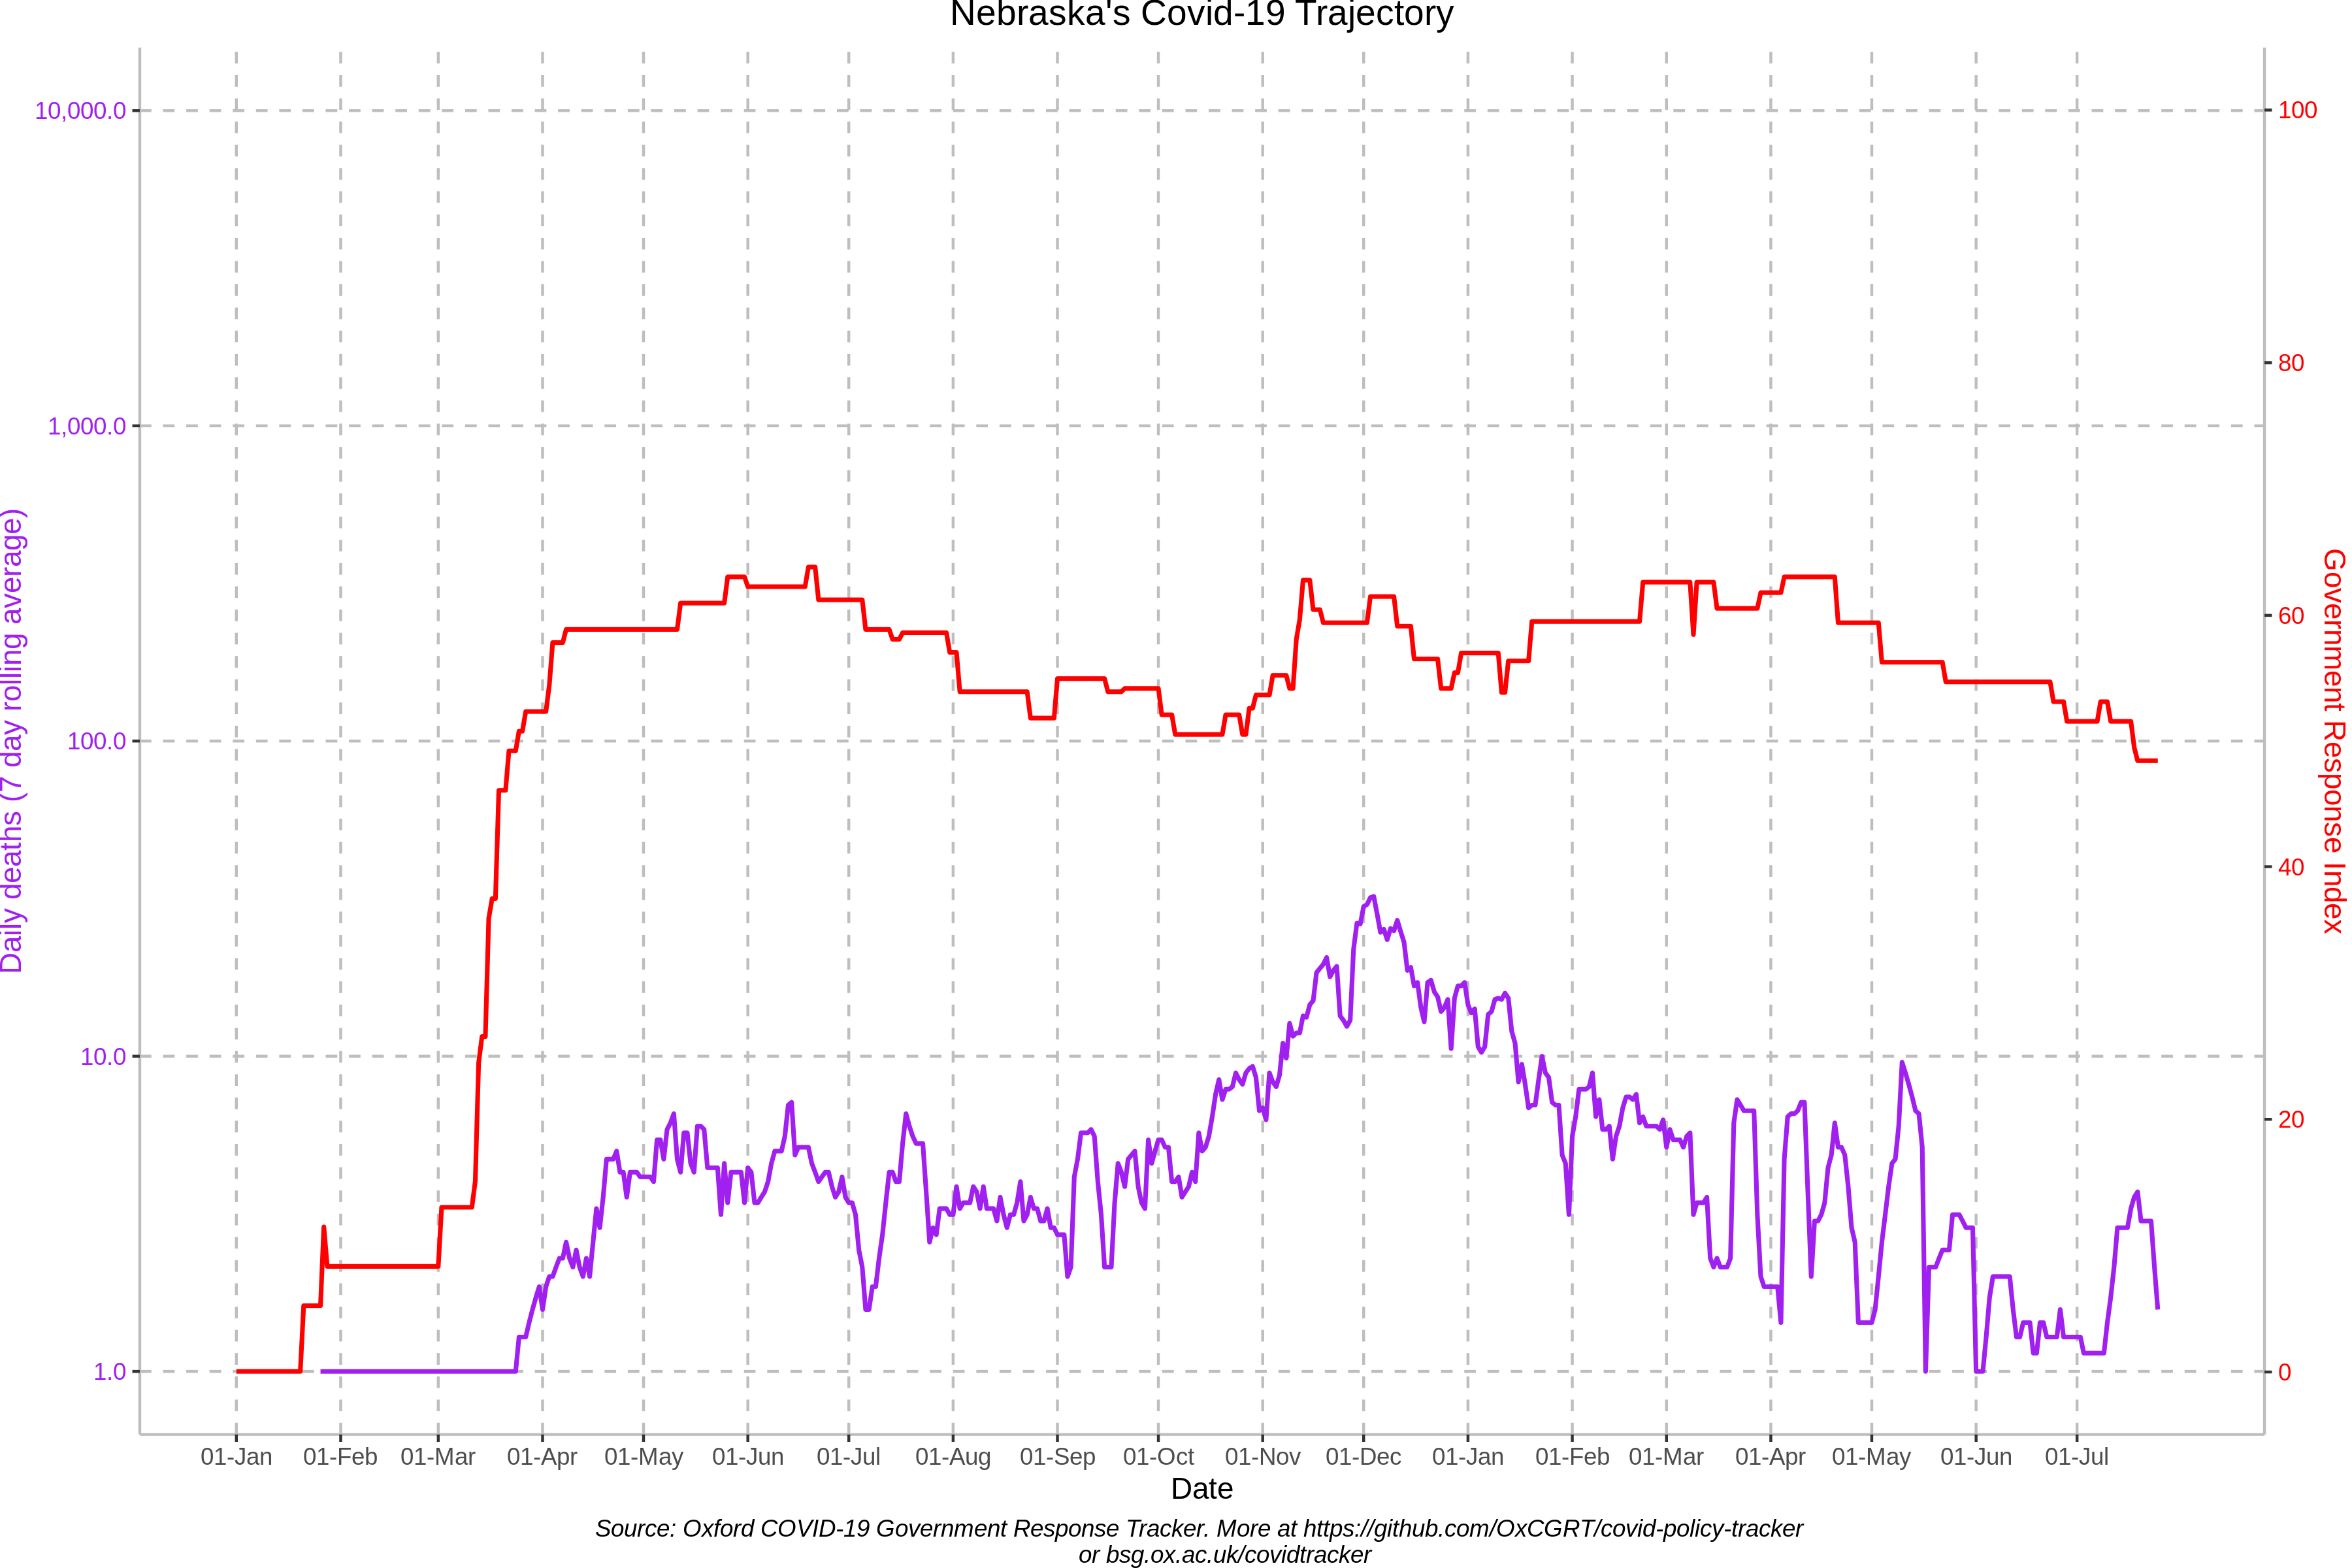 Nebraska's Covid-19 Trajectory
10,000.0
1,000.0
100.0
10.0
1.0
Daily deaths (7 day rolling average)
100
80
60
40
20
0
Government Response Index
01-Jan 01-Feb 01-Mar 01-Apr 01-May 01-Jun 01-Jul 01-Aug 01-Sep 01-Oct 01-Nov 01-Dec 01-Jan 01-Feb 01-Mar 01-Apr 01-May 01-Jun 01-Jul
Date
Source: Oxford COVID-19 Government Response Tracker. More at https://github.com/OxCGRT/covid-policy-tracker
or bsg.ox.ac.uk/covidtracker